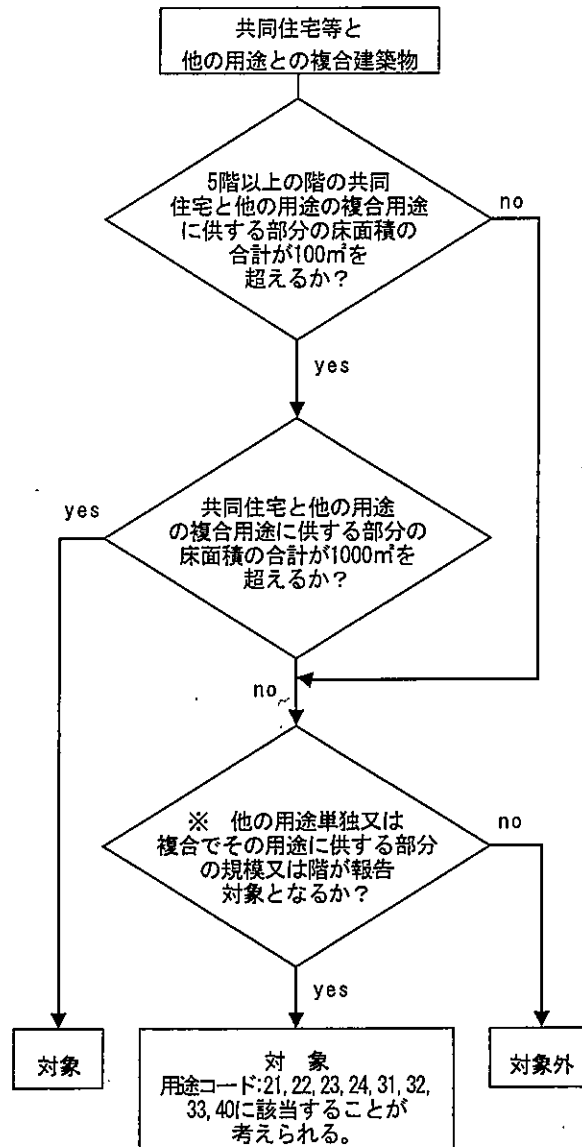 共同住宅等と
他の用途との複合建築物
5階以上の階の共同
住宅と他の用途の複合用途
に供する部分の床面積の
合計が100㎡を
超えるか？
no
yes
共同住宅と他の用途
の複合用途に供する部分の
床面積の合計が1000㎡を
超えるか？
yes
no
※　他の用途単独又は
複合でその用途に供する部分
の規模又は階が報告
対象となるか？
no
yes
対象
対　象
用途コード:21, 22, 23, 24, 31, 32,
33, 40に該当することが
考えられる。
対象外